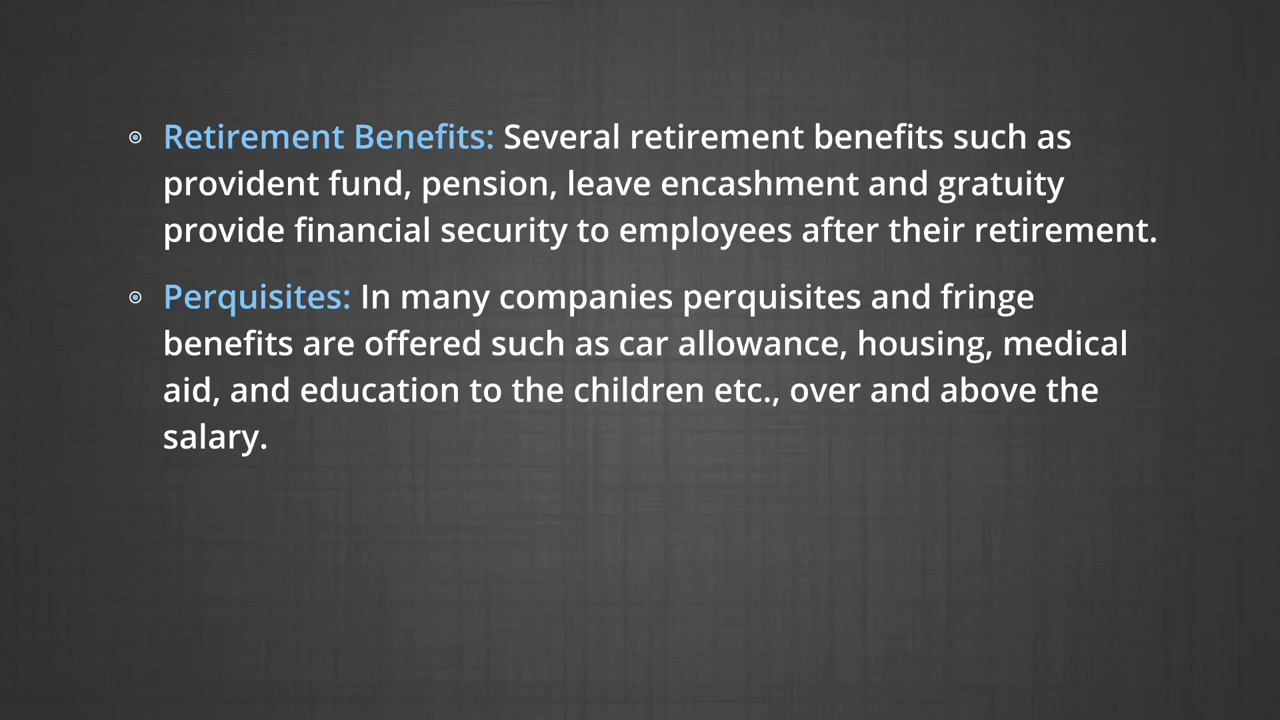 Retirement Benefits: Several retirement benefits such as
provident fund, pension, leave encashment and gratuity
provide financial security to employees after their retirement.
Perquisites: In many companies perquisites and fringe
benefits are offered such as car allowance, housing, medical
aid, and education to the children etc., over and above the
salary.